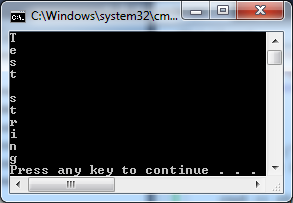 C:\Windows\system32\cm...
T
e
s
t

s
t
r
i
n
g
Press any key to continue . . .